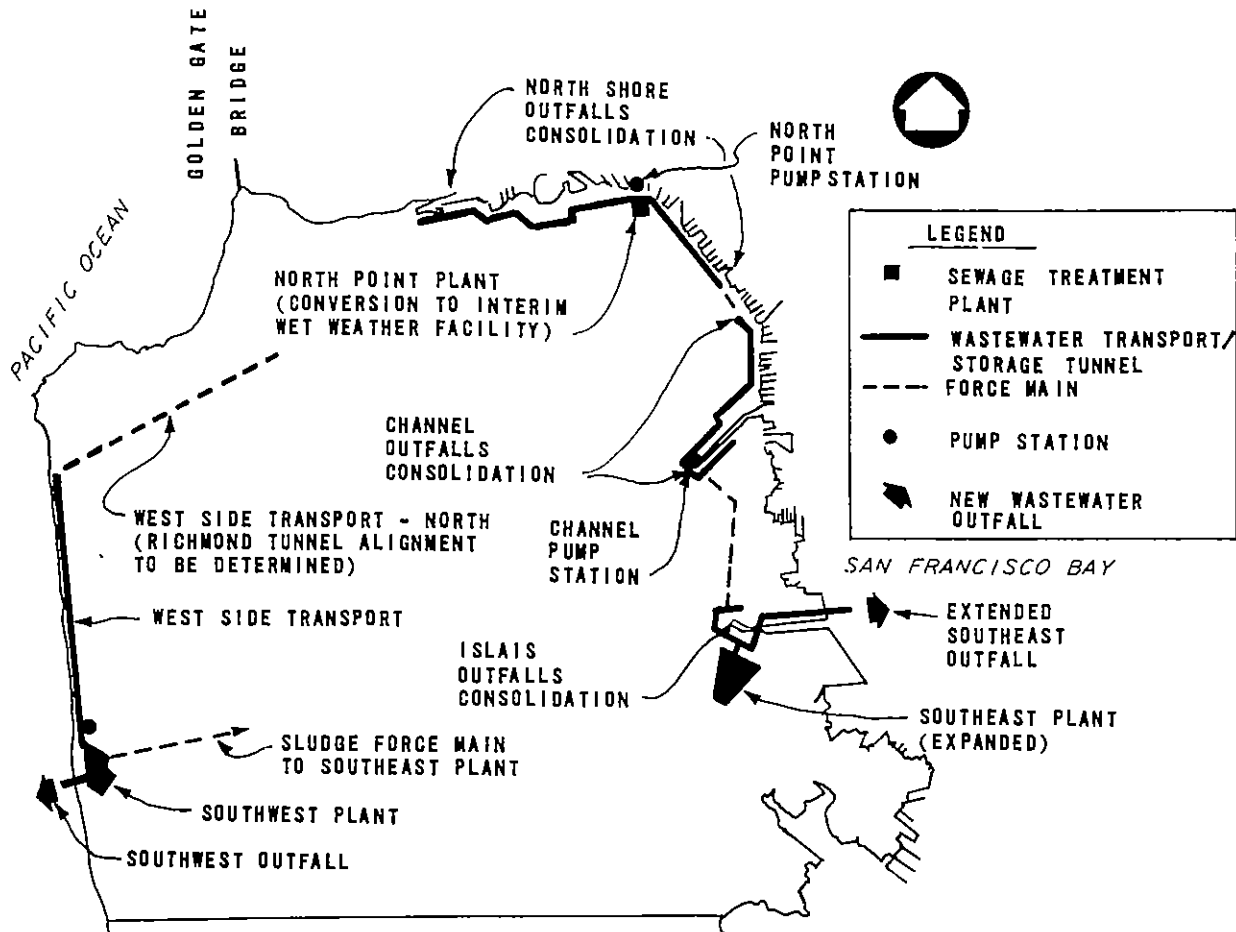 GOLDEN GATE
BRIDGE
NORTH SHORE
OUTFALLS
CONSOLIDATION
NORTH
POINT
PUMP STATION
PACIFIC OCEAN
LEGEND
SEWAGE TREATMENT
PLANT
WASTEWATER TRANSPORT/
STORAGE TUNNEL
FORCE MAIN
PUMP STATION
NEW WASTEWATER
OUTFALL
NORTH POINT PLANT
(CONVERSION TO INTERIM
WET WEATHER FACILITY)
CHANNEL
OUTFALLS
CONSOLIDATION
WEST SIDE TRANSPORT - NORTH
(RICHMOND TUNNEL ALIGNMENT
TO BE DETERMINED)
CHANNEL
PUMP
STATION
SAN FRANCISCO BAY
WEST SIDE TRANSPORT
EXTENDED
SOUTHEAST
OUTFALL
ISLAIS
OUTFALLS
CONSOLIDATION
SOUTHEAST PLANT
(EXPANDED)
SLUDGE FORCE MAIN
TO SOUTHEAST PLANT
SOUTHWEST PLANT
SOUTHWEST OUTFALL